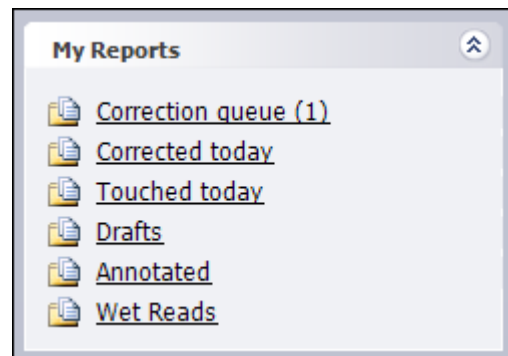 My Reports
Correction queue (1)
Corrected today
Touched today
Drafts
Annotated
Wet Reads